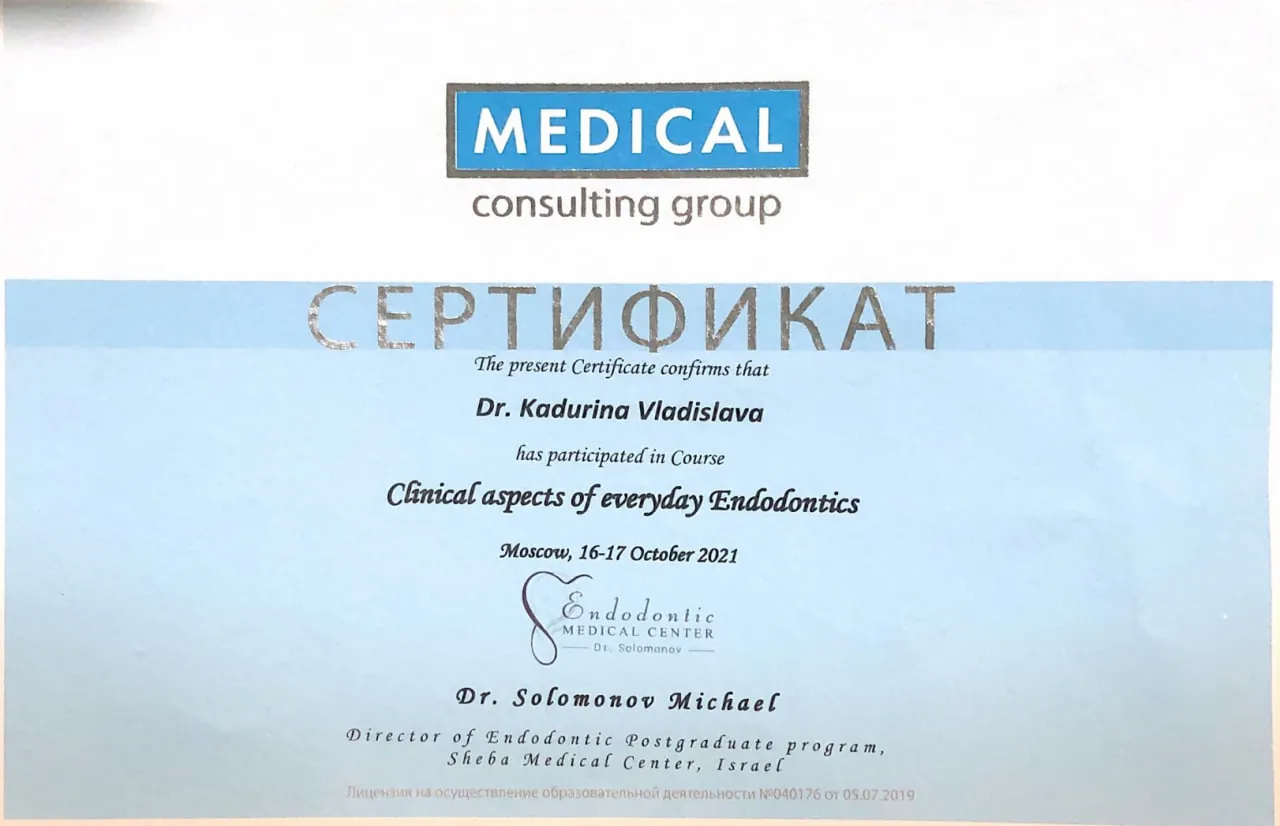 MEDICAL
consulting group
СЕРТИФИКАТ
The present Certificate confirms that
Dr. Kadurina Vladislava
has participated in Course
Clinical aspects of everyday Endodontics
Moscow, 16-17 October 2021
Endodontic
MEDICAL CENTER
Dr. Solomonov
Dr. Solomonov Michael
Director of Endodontic Postgraduate program,
Sheba Medical Center, Israel
Лицензия на осуществление образовательной деятельности №040176 от 05.07.2019